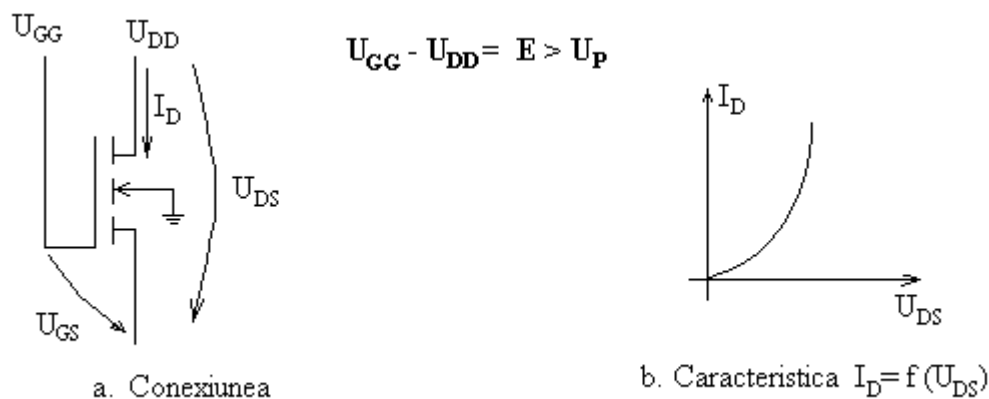 U_GG U_DD
U_GG - U_DD = E > U_P
I_D
U_DS
U_GS
a. Conexiunea
I_D
U_DS
b. Caracteristica I_D = f (U_DS)